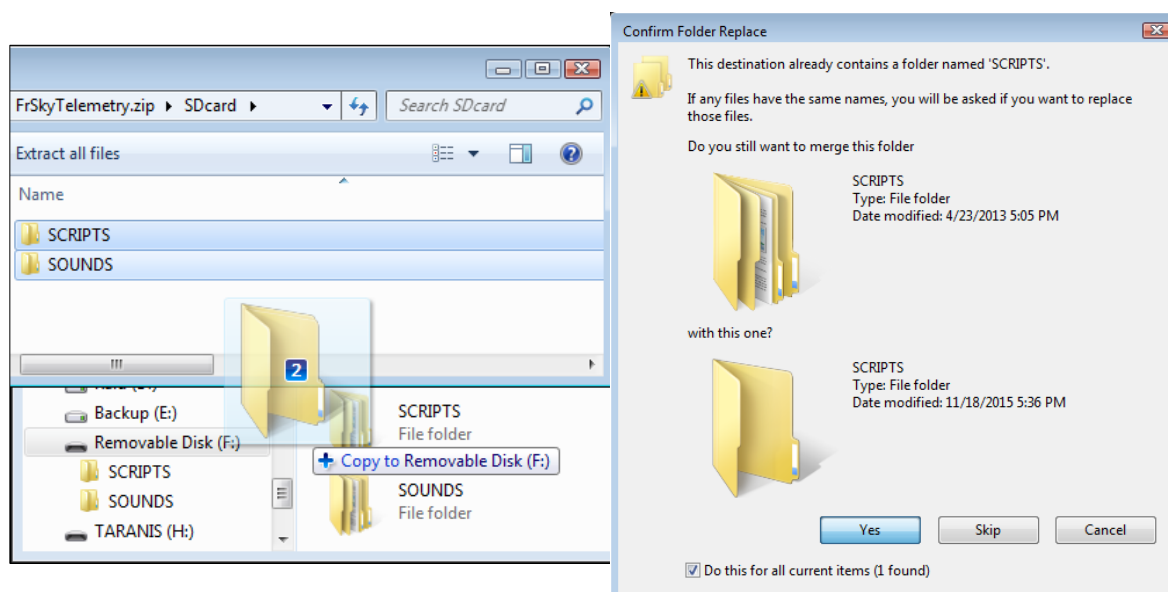 FrSkyTelemetry.zip
SDcard
Search SDcard
Extract all files
Name
SCRIPTS
SOUNDS
2
Backup (E:)
Removable Disk (F:)
SCRIPTS
SOUNDS
TARANIS (H:)
SCRIPTS
File folder
Copy to Removable Disk (F:)
SOUNDS
File folder
Confirm Folder Replace
This destination already contains a folder named 'SCRIPTS'.
If any files have the same names, you will be asked if you want to replace
those files.
Do you still want to merge this folder
SCRIPTS
Type: File folder
Date modified: 4/23/2013 5:05 PM
with this one?
SCRIPTS
Type: File folder
Date modified: 11/18/2015 5:36 PM
Yes
Skip
Cancel
Do this for all current items (1 found)